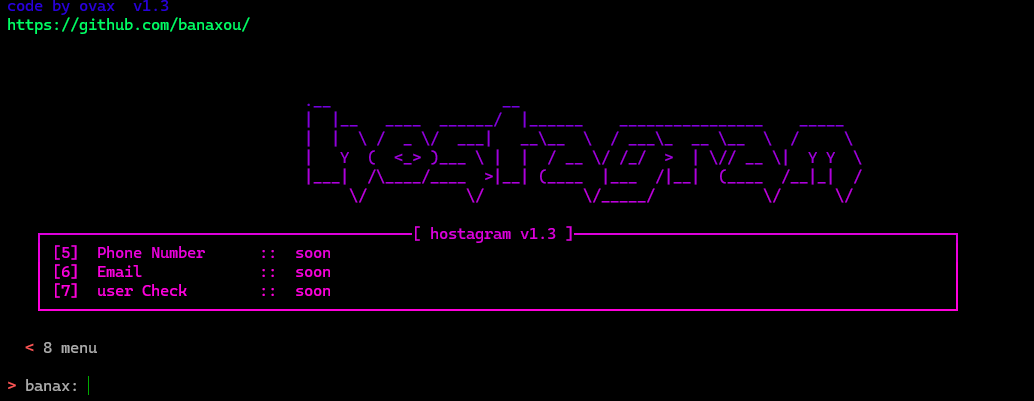 code by ovax  v1.3
https://github.com/banaxou/
hostagram
[ hostagram v1.3 ]
[5]  Phone Number      ::  soon
[6]  Email             ::  soon
[7]  user Check        ::  soon
< 8 menu
> banax: